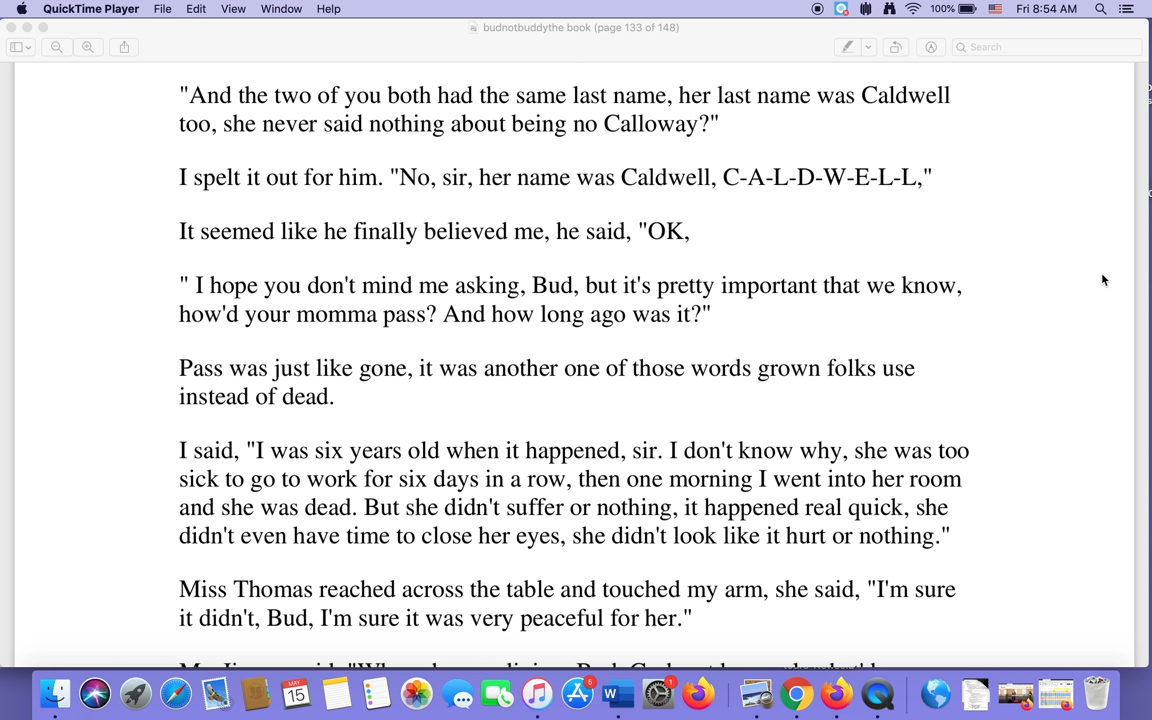 QuickTime Player File Edit View Window Help 100% Fri 8:54 AM
budnotbuddythe book (page 133 of 148)
Search
"And the two of you both had the same last name, her last name was Caldwell
too, she never said nothing about being no Calloway?"
I spelt it out for him. "No, sir, her name was Caldwell, C-A-L-D-W-E-L-L,"
It seemed like he finally believed me, he said, "OK,
" I hope you don't mind me asking, Bud, but it's pretty important that we know,
how'd your momma pass? And how long ago was it?"
Pass was just like gone, it was another one of those words grown folks use
instead of dead.
I said, "I was six years old when it happened, sir. I don't know why, she was too
sick to go to work for six days in a row, then one morning I went into her room
and she was dead. But she didn't suffer or nothing, it happened real quick, she
didn't even have time to close her eyes, she didn't look like it hurt or nothing."
Miss Thomas reached across the table and touched my arm, she said, "I'm sure
it didn't, Bud, I'm sure it was very peaceful for her."
MAY
15
5
W
1